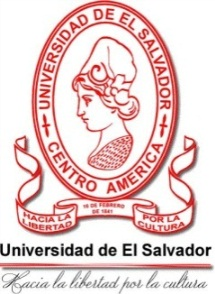 UNIVERSIDAD DE EL SALVADOR
CENTRO AMERICA
HACIA LA
LIBERTAD
16 DE FEBRERO
DE 1841
POR LA
CULTURA
Universidad de El Salvador
Hacia la libertad por la cultura